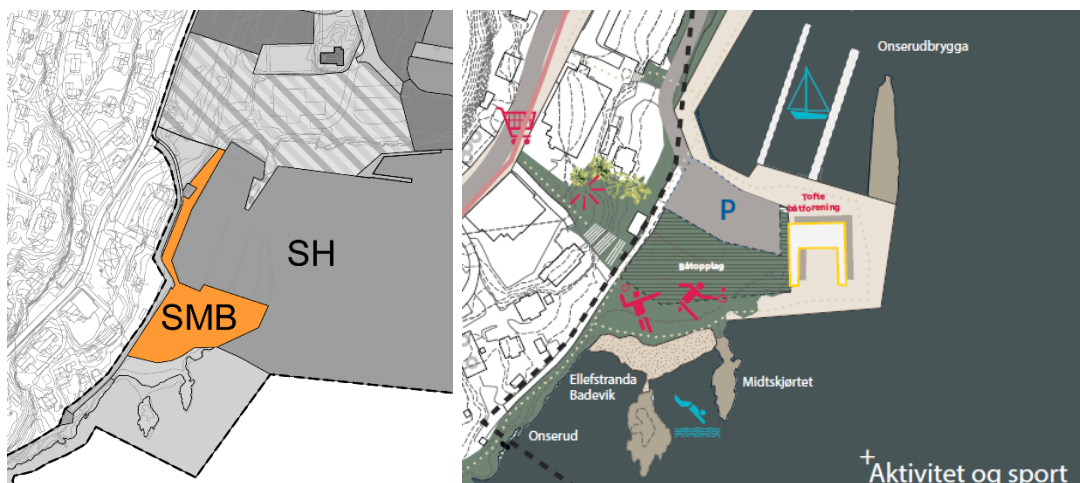 SH
SMB
Onserudbrygga
P
Tofte
båtforening
Båtopplag
Ellefstranda
Badevik
Midtskjørtet
Onserud
Aktivitet og sport